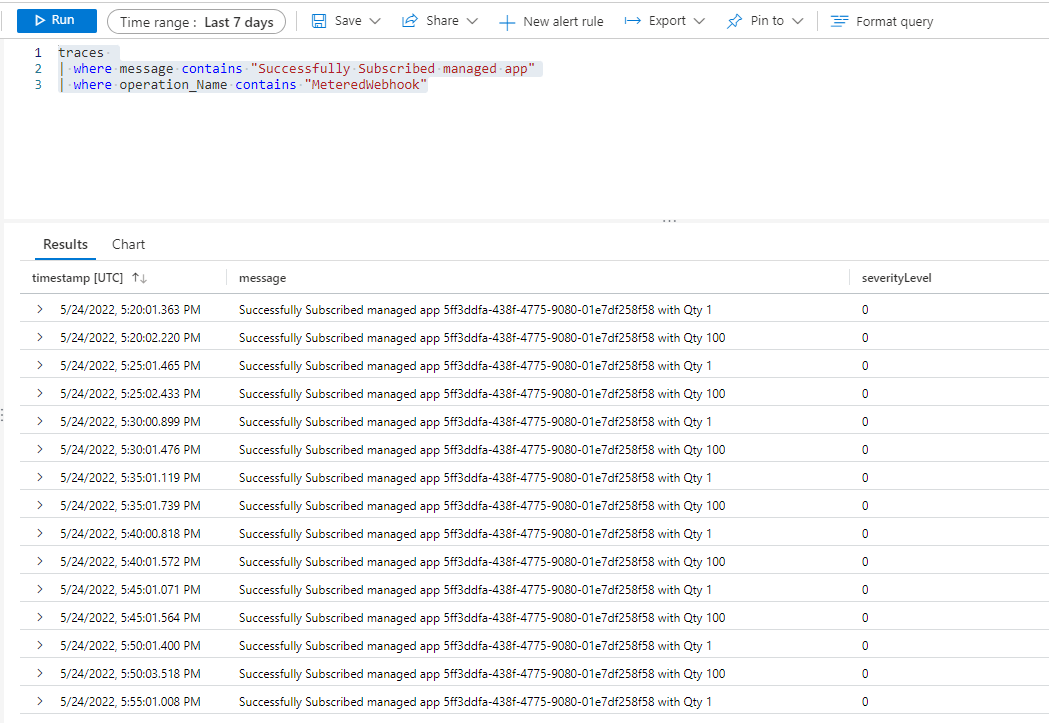 Run Time range : Last 7 days Save Share New alert rule Export Pin to Format query
1 traces
2 | where message contains "Successfully Subscribed managed app"
3 | where operation_Name contains "MeteredWebhook"
...
Results Chart
timestamp [UTC] message severityLevel
5/24/2022, 5:20:01.363 PM Successfully Subscribed managed app 5ff3ddfa-438f-4775-9080-01e7df258f58 with Qty 1 0
5/24/2022, 5:20:02.220 PM Successfully Subscribed managed app 5ff3ddfa-438f-4775-9080-01e7df258f58 with Qty 100 0
5/24/2022, 5:25:01.465 PM Successfully Subscribed managed app 5ff3ddfa-438f-4775-9080-01e7df258f58 with Qty 1 0
5/24/2022, 5:25:02.433 PM Successfully Subscribed managed app 5ff3ddfa-438f-4775-9080-01e7df258f58 with Qty 100 0
5/24/2022, 5:30:00.899 PM Successfully Subscribed managed app 5ff3ddfa-438f-4775-9080-01e7df258f58 with Qty 1 0
5/24/2022, 5:30:01.476 PM Successfully Subscribed managed app 5ff3ddfa-438f-4775-9080-01e7df258f58 with Qty 100 0
5/24/2022, 5:35:01.119 PM Successfully Subscribed managed app 5ff3ddfa-438f-4775-9080-01e7df258f58 with Qty 1 0
5/24/2022, 5:35:01.739 PM Successfully Subscribed managed app 5ff3ddfa-438f-4775-9080-01e7df258f58 with Qty 100 0
5/24/2022, 5:40:00.818 PM Successfully Subscribed managed app 5ff3ddfa-438f-4775-9080-01e7df258f58 with Qty 1 0
5/24/2022, 5:40:01.572 PM Successfully Subscribed managed app 5ff3ddfa-438f-4775-9080-01e7df258f58 with Qty 100 0
5/24/2022, 5:45:01.071 PM Successfully Subscribed managed app 5ff3ddfa-438f-4775-9080-01e7df258f58 with Qty 1 0
5/24/2022, 5:45:01.564 PM Successfully Subscribed managed app 5ff3ddfa-438f-4775-9080-01e7df258f58 with Qty 100 0
5/24/2022, 5:50:01.400 PM Successfully Subscribed managed app 5ff3ddfa-438f-4775-9080-01e7df258f58 with Qty 1 0
5/24/2022, 5:50:03.518 PM Successfully Subscribed managed app 5ff3ddfa-438f-4775-9080-01e7df258f58 with Qty 100 0
5/24/2022, 5:55:01.008 PM Successfully Subscribed managed app 5ff3ddfa-438f-4775-9080-01e7df258f58 with Qty 1 0